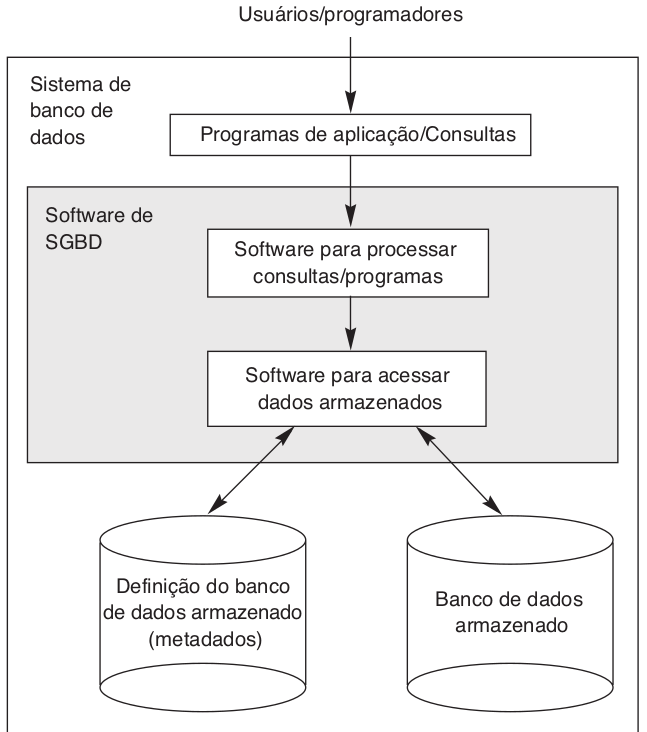 Usuários/programadores
Sistema de
banco de
dados
Programas de aplicação/Consultas
Software de
SGBD
Software para processar
consultas/programas
Software para acessar
dados armazenados
Definição do banco
de dados armazenado
(metadados)
Banco de dados
armazenado